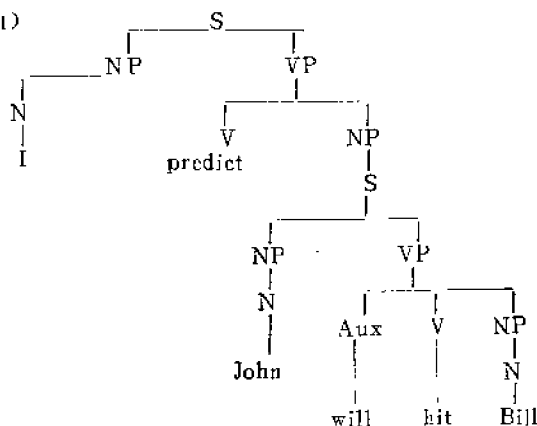 1)
S
NP VP
N V NP
I predict S
NP VP
N Aux V NP
John N
will hit Bill